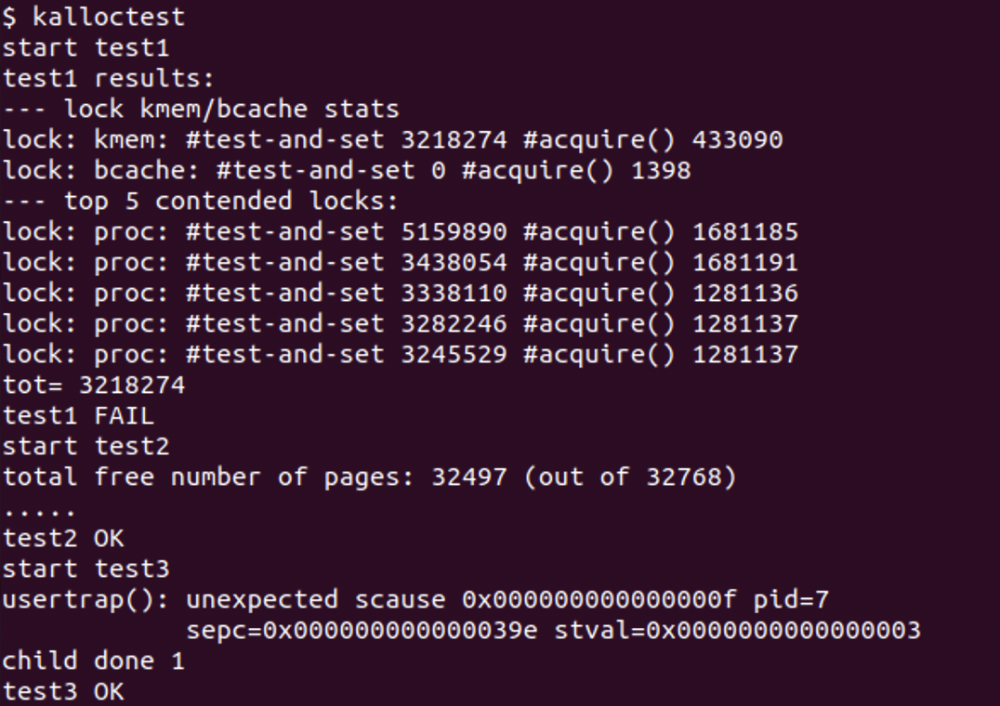 $ kalloctest
start test1
test1 results:
--- lock kmem/bcache stats
lock: kmem: #test-and-set 3218274 #acquire() 433090
lock: bcache: #test-and-set 0 #acquire() 1398
--- top 5 contended locks:
lock: proc: #test-and-set 5159890 #acquire() 1681185
lock: proc: #test-and-set 3438054 #acquire() 1681191
lock: proc: #test-and-set 3338110 #acquire() 1281136
lock: proc: #test-and-set 3282246 #acquire() 1281137
lock: proc: #test-and-set 3245529 #acquire() 1281137
tot= 3218274
test1 FAIL
start test2
total free number of pages: 32497 (out of 32768)
.....
test2 OK
start test3
usertrap(): unexpected scause 0x000000000000000f pid=7
            sepc=0x000000000000039e stval=0x0000000000000003
child done 1
test3 OK